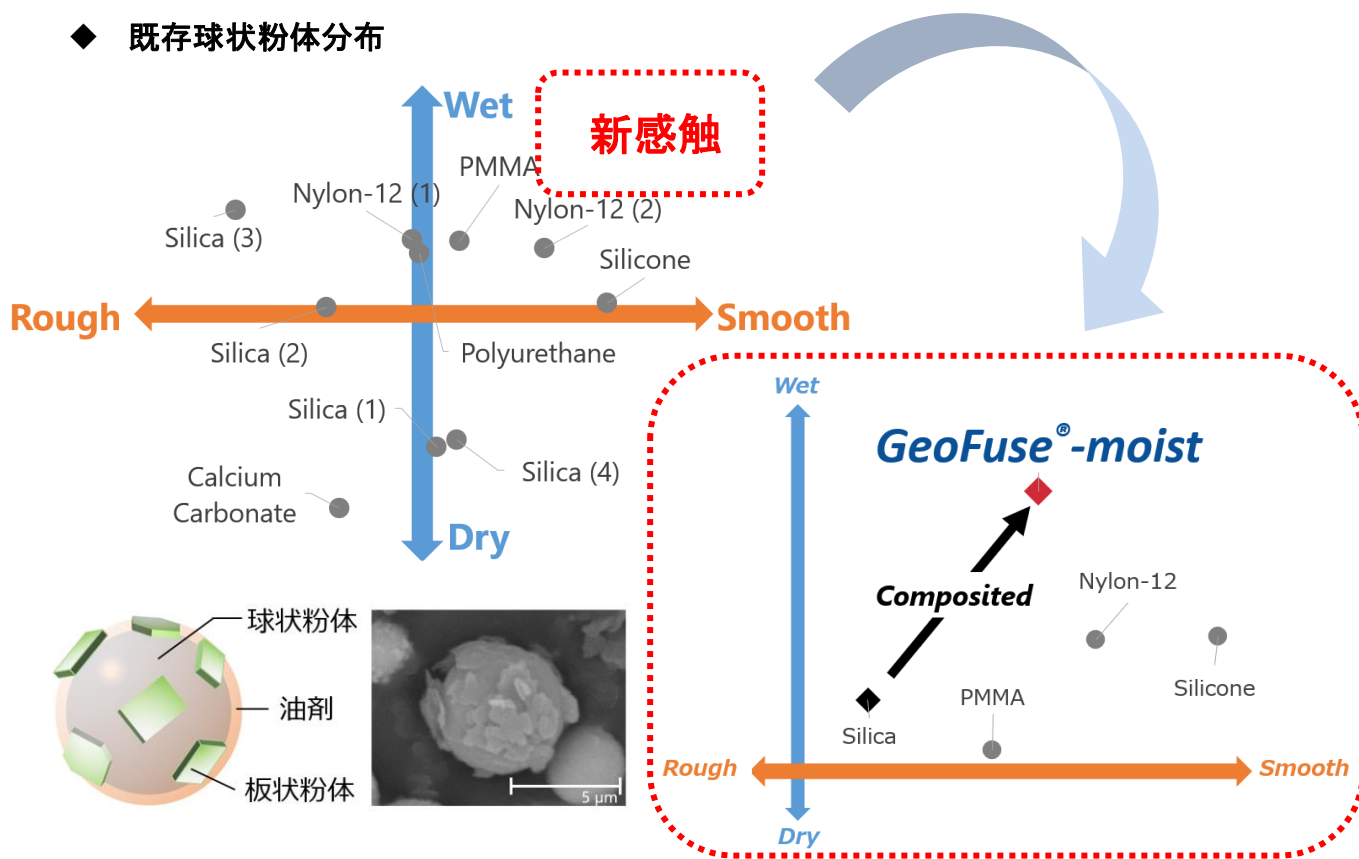 ◆ 既存球状粉体分布
Wet
新感触
PMMA
Nylon-12 (1)
Nylon-12 (2)
Silica (3)
Silicone
Rough
Smooth
Silica (2)
Polyurethane
Silica (1)
Silica (4)
Calcium
Carbonate
Dry
Wet
GeoFuse®-moist
Composited
Nylon-12
Silicone
PMMA
Silica
Rough
Smooth
Dry
球状粉体
油剤
板状粉体
5 μm